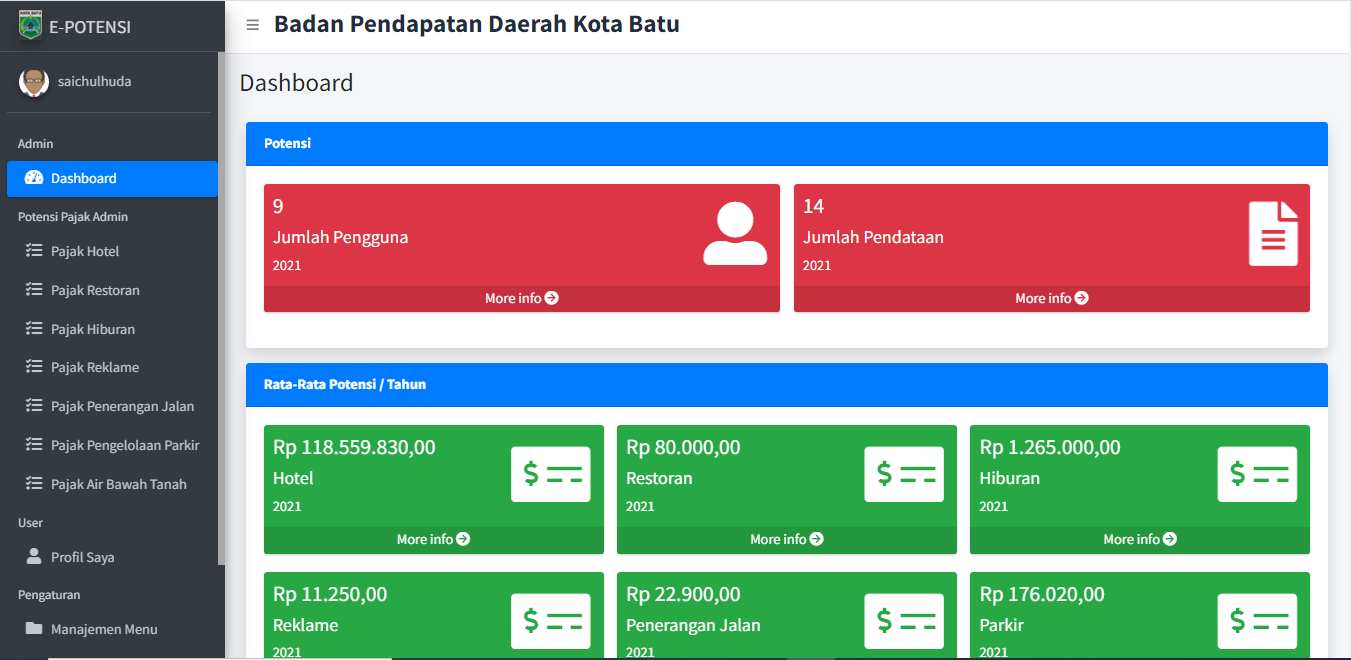 KOTA BATU
E-POTENSI
saichulhuda
Admin
Dashboard
Potensi Pajak Admin
Pajak Hotel
Pajak Restoran
Pajak Hiburan
Pajak Reklame
Pajak Penerangan Jalan
Pajak Pengelolaan Parkir
Pajak Air Bawah Tanah
User
Profil Saya
Pengaturan
Manajemen Menu
Badan Pendapatan Daerah Kota Batu
Dashboard
Potensi
9
Jumlah Pengguna
2021
More info
14
Jumlah Pendataan
2021
More info
Rata-Rata Potensi / Tahun
Rp 118.559.830,00
Hotel
2021
More info
Rp 80.000,00
Restoran
2021
More info
Rp 1.265.000,00
Hiburan
2021
More info
Rp 11.250,00
Reklame
2021
Rp 22.900,00
Penerangan Jalan
2021
Rp 176.020,00
Parkir
2021